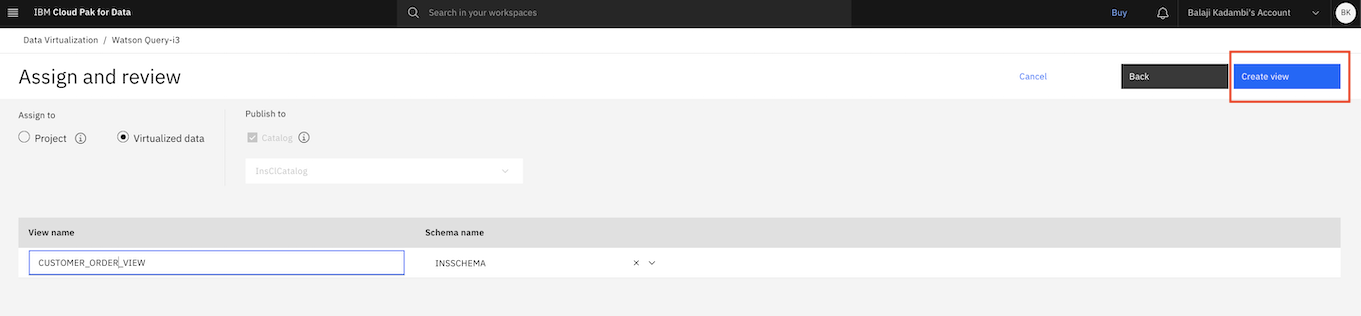 IBM Cloud Pak for Data Search in your workspaces Buy Balaji Kadambi's Account BK
Data Virtualization / Watson Query-i3
Assign and review Cancel Back Create view
Assign to Publish to
Project Virtualized data Catalog
InsClCatalog
View name Schema name
CUSTOMER_ORDER_VIEW INSSCHEMA